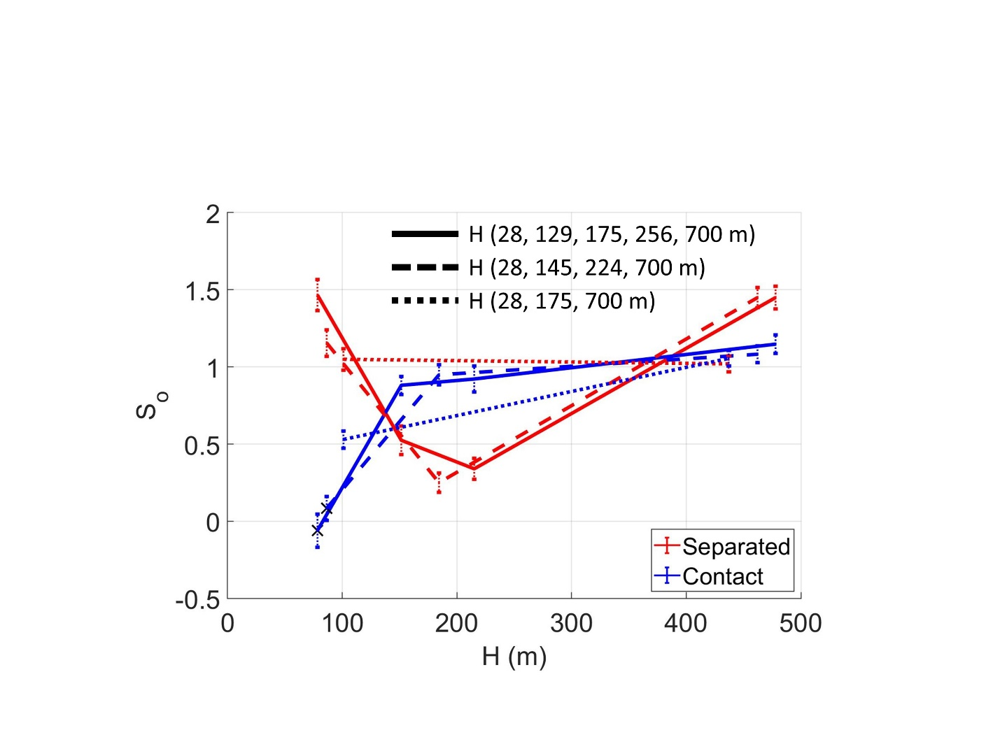 2
H (28, 129, 175, 256, 700 m)
H (28, 145, 224, 700 m)
1.5
H (28, 175, 700 m)
1
So
0.5
0
Separated
Contact
-0.5
0 100 200 300 400 500
H (m)